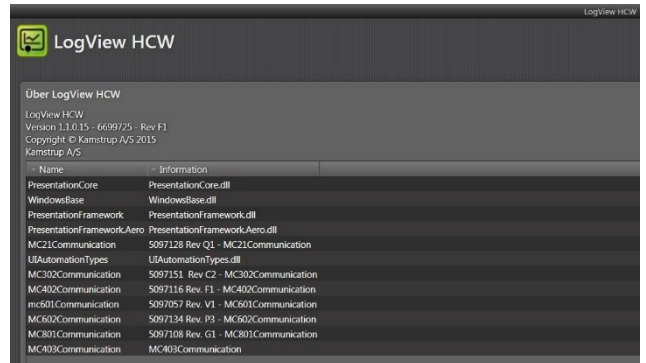 LogView HCW
LogView HCW
Über LogView HCW
LogView HCW
Version 1.1.0.15 - 6699725 - Rev F1
Copyright © Kamstrup A/S 2015
Kamstrup A/S
Name Information
PresentationCore PresentationCore.dll
WindowsBase WindowsBase.dll
PresentationFramework PresentationFramework.dll
PresentationFramework.Aero PresentationFramework.Aero.dll
MC21Communication 5097128 Rev Q1 - MC21Communication
UIAutomationTypes UIAutomationTypes.dll
MC302Communication 5097151 Rev C2 - MC302Communication
MC402Communication 5097116 Rev. F1 - MC402Communication
mc601Communication 5097057 Rev. V1 - MC601Communication
MC602Communication 5097134 Rev. P3 - MC602Communication
MC801Communication 5097108 Rev. G1 - MC801Communication
MC403Communication MC403Communication